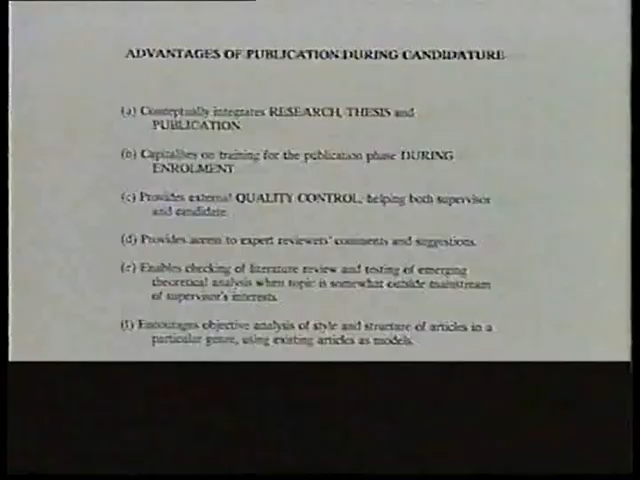 ADVANTAGES OF PUBLICATION DURING CANDIDATURE
(a) Conceptually integrates RESEARCH, THESIS and
PUBLICATION
(b) Capitalises on training for the publication phase DURING
ENROLMENT
(c) Provides external QUALITY CONTROL, helping both supervisor
and candidate
(d) Provides access to expert reviewers' comments and suggestions.
(e) Enables checking of literature review and testing of emerging
theoretical analysis when topic is somewhat outside mainstream
of supervisor's interests.
(f) Encourages objective analysis of style and structure of articles in a
particular genre, using existing articles as models.